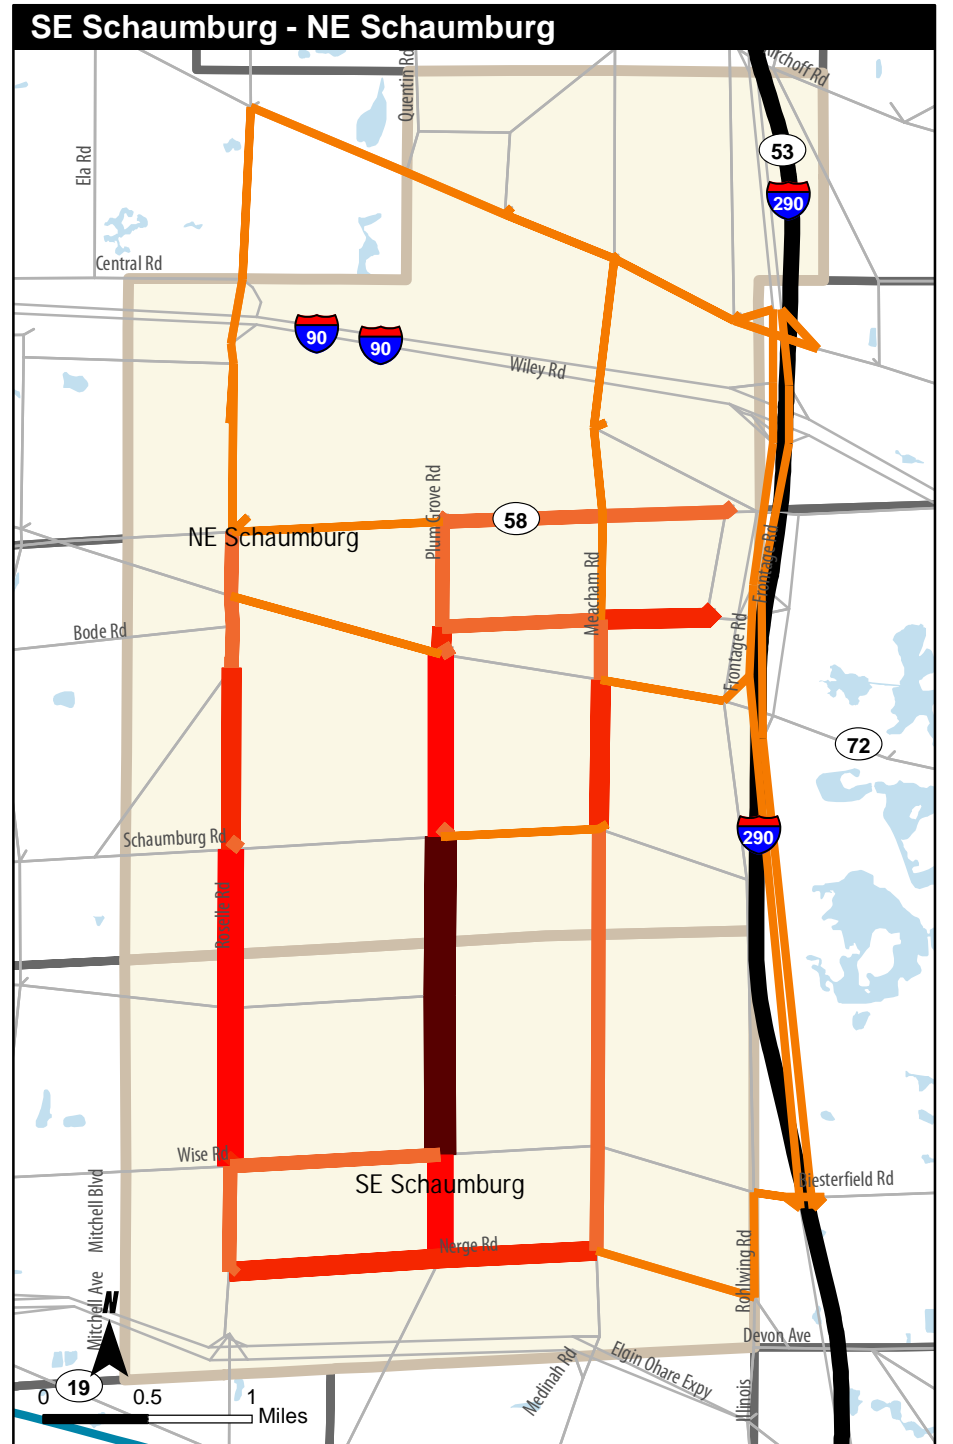 SE Schaumburg - NE Schaumburg
Quentin Rd
Kirchoff Rd
53
Ela Rd
290
Central Rd
90
90
Wiley Rd
Plum Grove Rd
58
NE Schaumburg
Frontage Rd
Meacham Rd
Bode Rd
Frontage Rd
72
Schaumburg Rd
290
Roselle Rd
Wise Rd
SE Schaumburg
Biesterfield Rd
Mitchell Blvd
Nerge Rd
Rohlwing Rd
Mitchell Ave
N
Devon Ave
Medinah Rd
Elgin Ohare Expy
Illinois
19
0 0.5 1
Miles